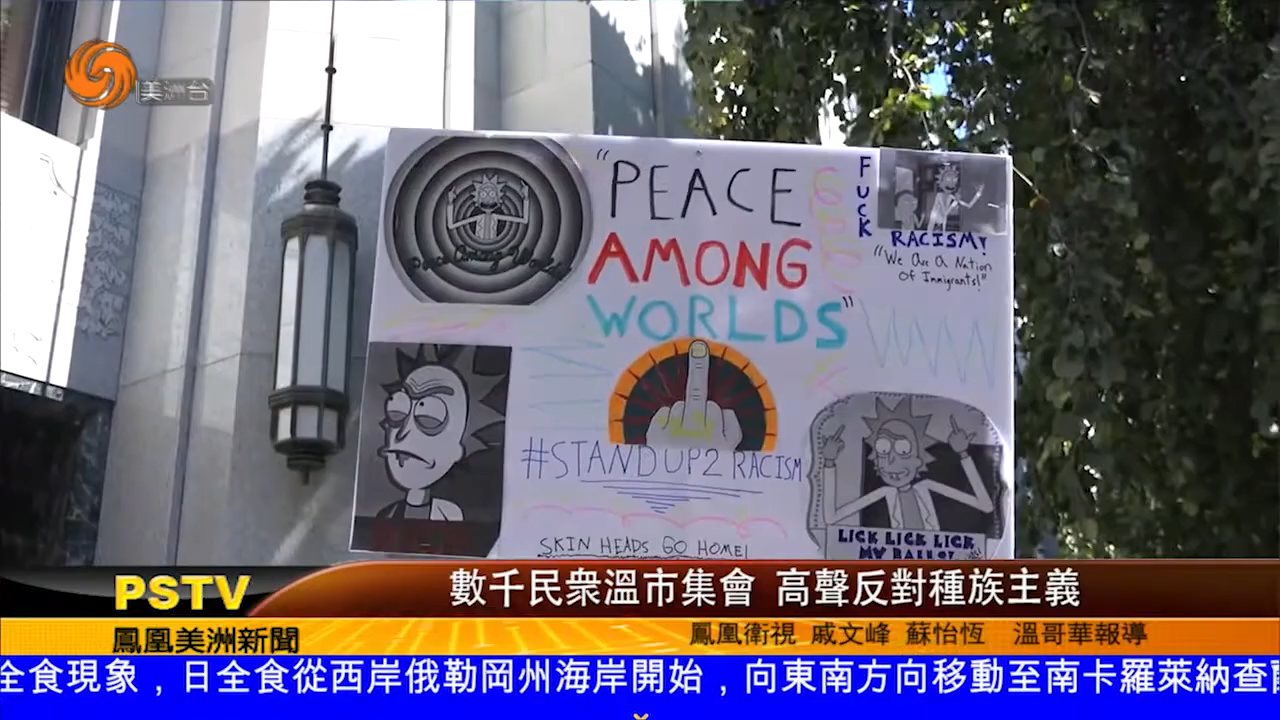 美洲台
"PEACE
AMONG
WORLDS"
FUCK
RACISM!
"We Are A Nation
of Immigrants!"
Peace Among Worlds
#STANDUP2RACISM
SKIN HEADS GO HOME!
LICK LICK LICK
MY BALLS!
PSTV
數千民眾溫市集會 高聲反對種族主義
鳳凰美洲新聞
鳳凰衛視 戚文峰 蘇怡恆 溫哥華報導
全食現象，日全食從西岸俄勒岡州海岸開始，向東南方向移動至南卡羅萊納查